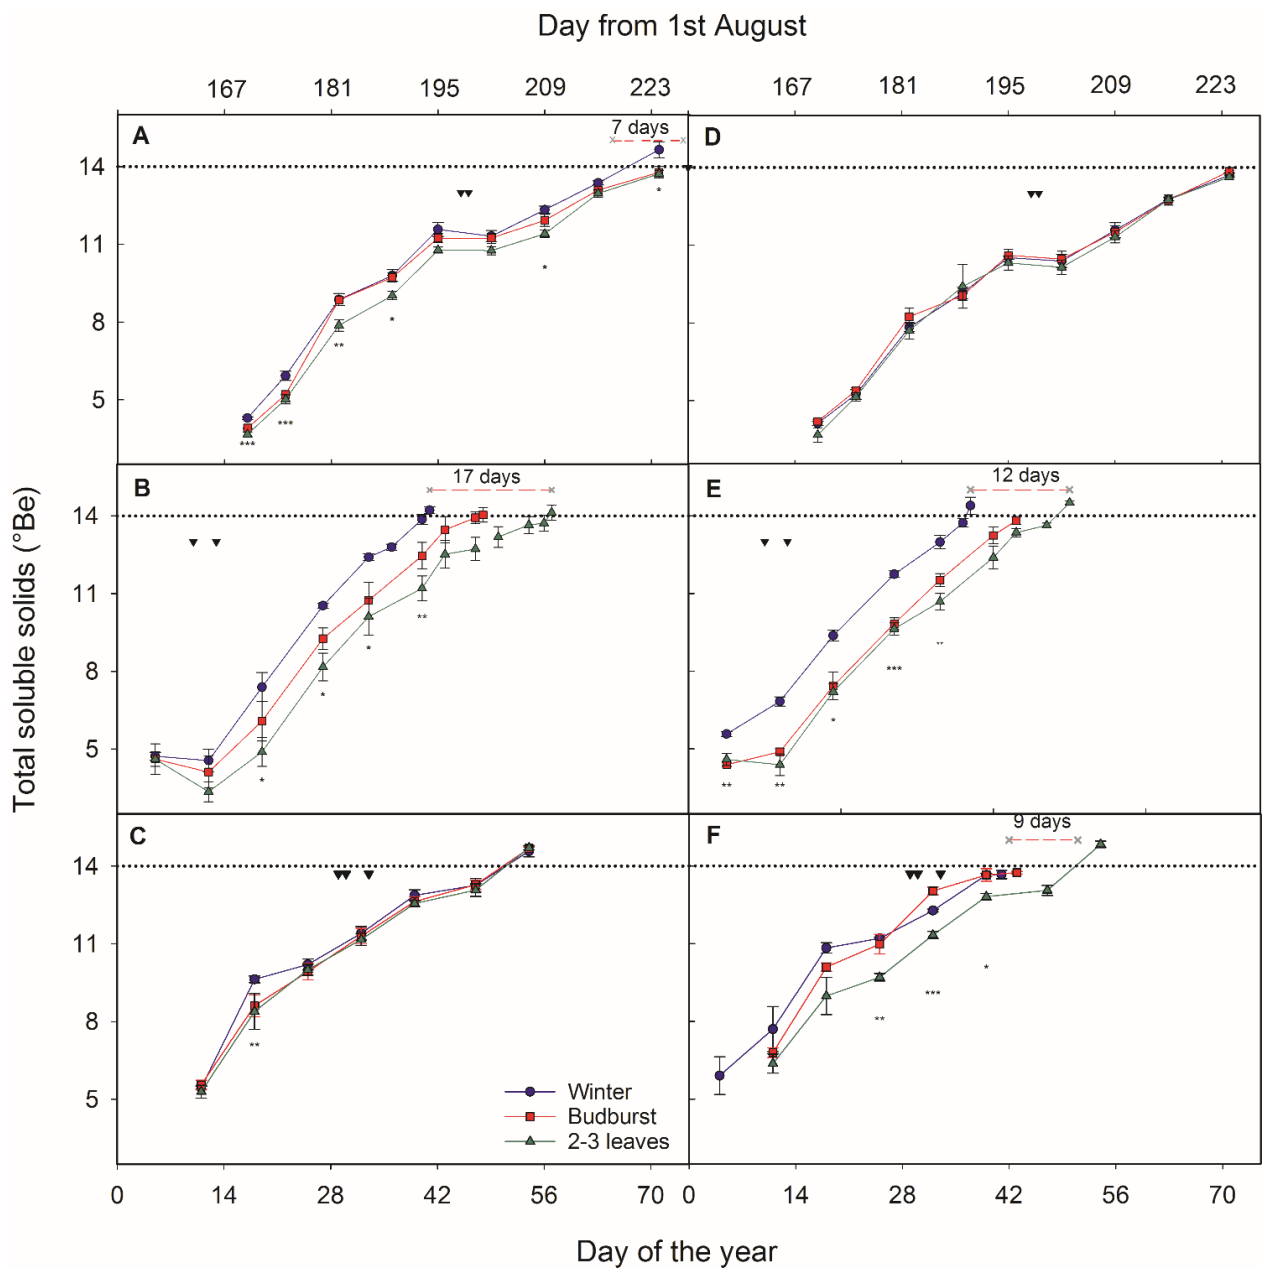 Day from 1st August
167 181 195 209 223 167 181 195 209 223
A 7 days D
14
11
8
5
*** *** ** * * *
B 17 days E 12 days
14
11
8
5
* * * ** ** ** * *** **
C F 9 days
14
11
8
5
** ** *** *
Winter
Budburst
2-3 leaves
0 14 28 42 56 70 0 14 28 42 56 70
Day of the year
Total soluble solids (°Be)